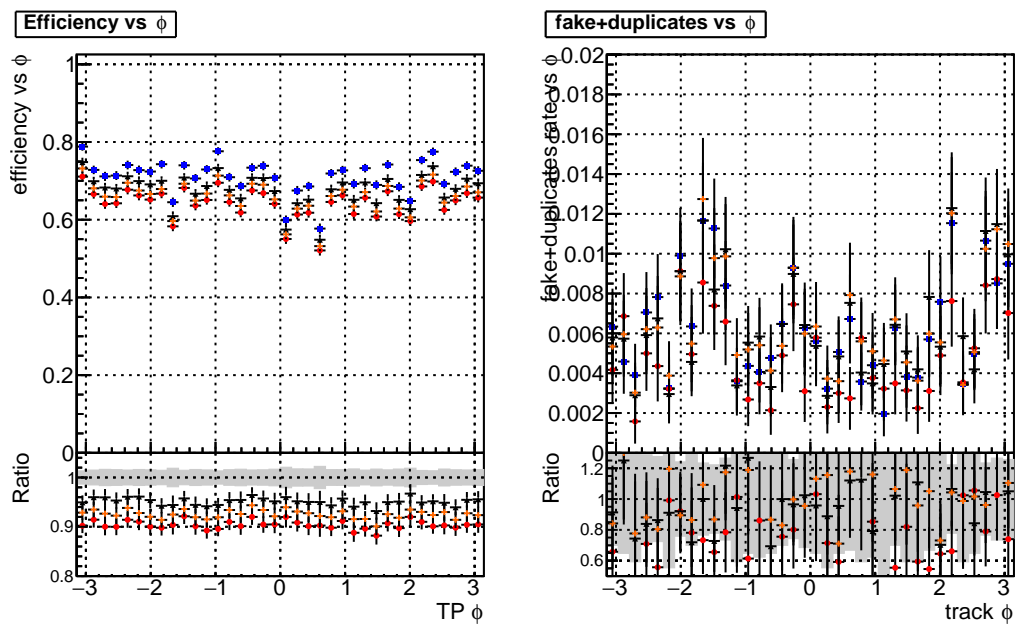 Efficiency vs ϕ
efficiency vs ϕ
1
0.8
0.6
0.4
0.2
0
Ratio
1
0.9
0.8
−3 −2 −1 0 1 2 3
TP ϕ
fake+duplicates vs ϕ
fake+duplicates rate vs ϕ
0.02
0.018
0.016
0.014
0.012
0.01
0.008
0.006
0.004
0.002
0
Ratio
1.2
1
0.8
0.6
−3 −2 −1 0 1 2 3
track ϕ